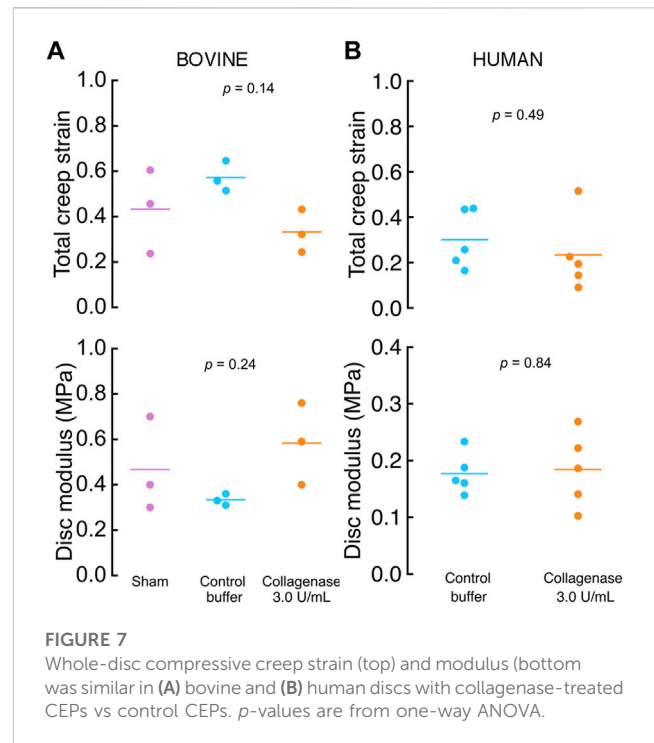 A
BOVINE
Total creep strain
1.0
0.8
0.6
0.4
0.2
0.0
p = 0.14
Disc modulus (MPa)
1.0
0.8
0.6
0.4
0.2
0.0
p = 0.24
Sham
Control
buffer
Collagenase
3.0 U/mL
B
HUMAN
Total creep strain
1.0
0.8
0.6
0.4
0.2
0.0
p = 0.49
Disc modulus (MPa)
0.4
0.3
0.2
0.1
0.0
p = 0.84
Control
buffer
Collagenase
3.0 U/mL
FIGURE 7
Whole-disc compressive creep strain (top) and modulus (bottom
was similar in (A) bovine and (B) human discs with collagenase-treated
CEPs vs control CEPs. p-values are from one-way ANOVA.